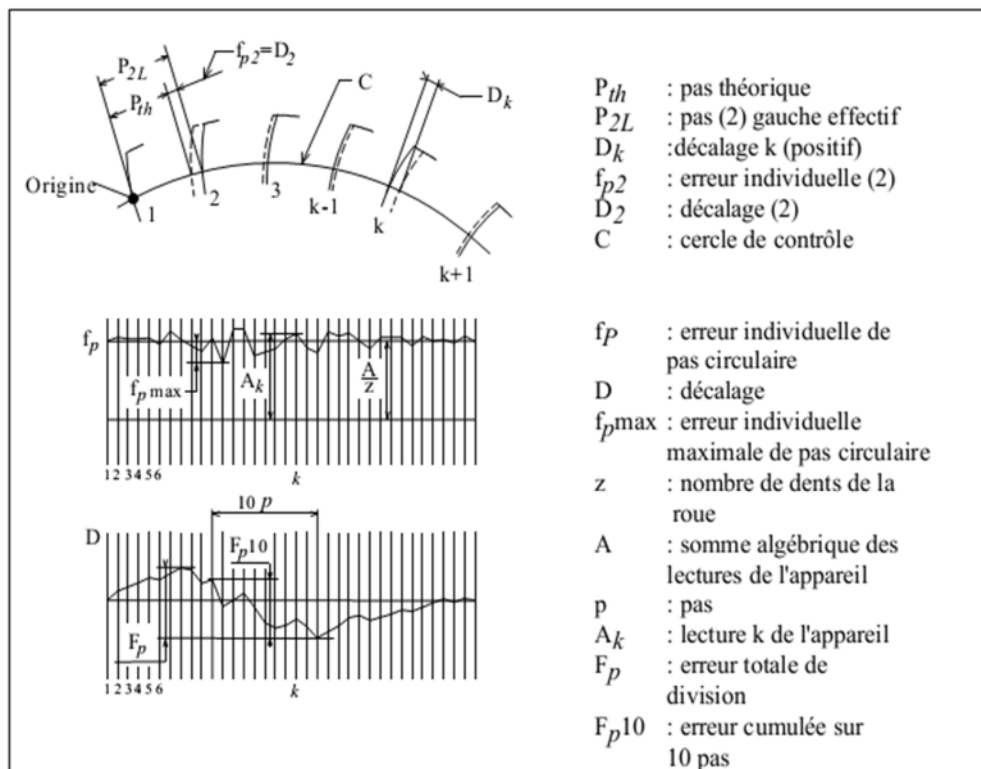 P2L
fp2=D2
Pth
C
Dk
Origine
1
2
3
k-1
k
k+1
Pth : pas théorique
P2L : pas (2) gauche effectif
Dk :décalage k (positif)
fp2 : erreur individuelle (2)
D2 : décalage (2)
C : cercle de contrôle
fp
fp max
Ak
A
z
1 2 3 4 5 6
k
10 p
D
Fp10
Fp
1 2 3 4 5 6
k
fP : erreur individuelle de
pas circulaire
D : décalage
fpmax : erreur individuelle
maximale de pas circulaire
z : nombre de dents de la
roue
A : somme algébrique des
lectures de l'appareil
p : pas
Ak : lecture k de l'appareil
Fp : erreur totale de
division
Fp10 : erreur cumulée sur
10 pas